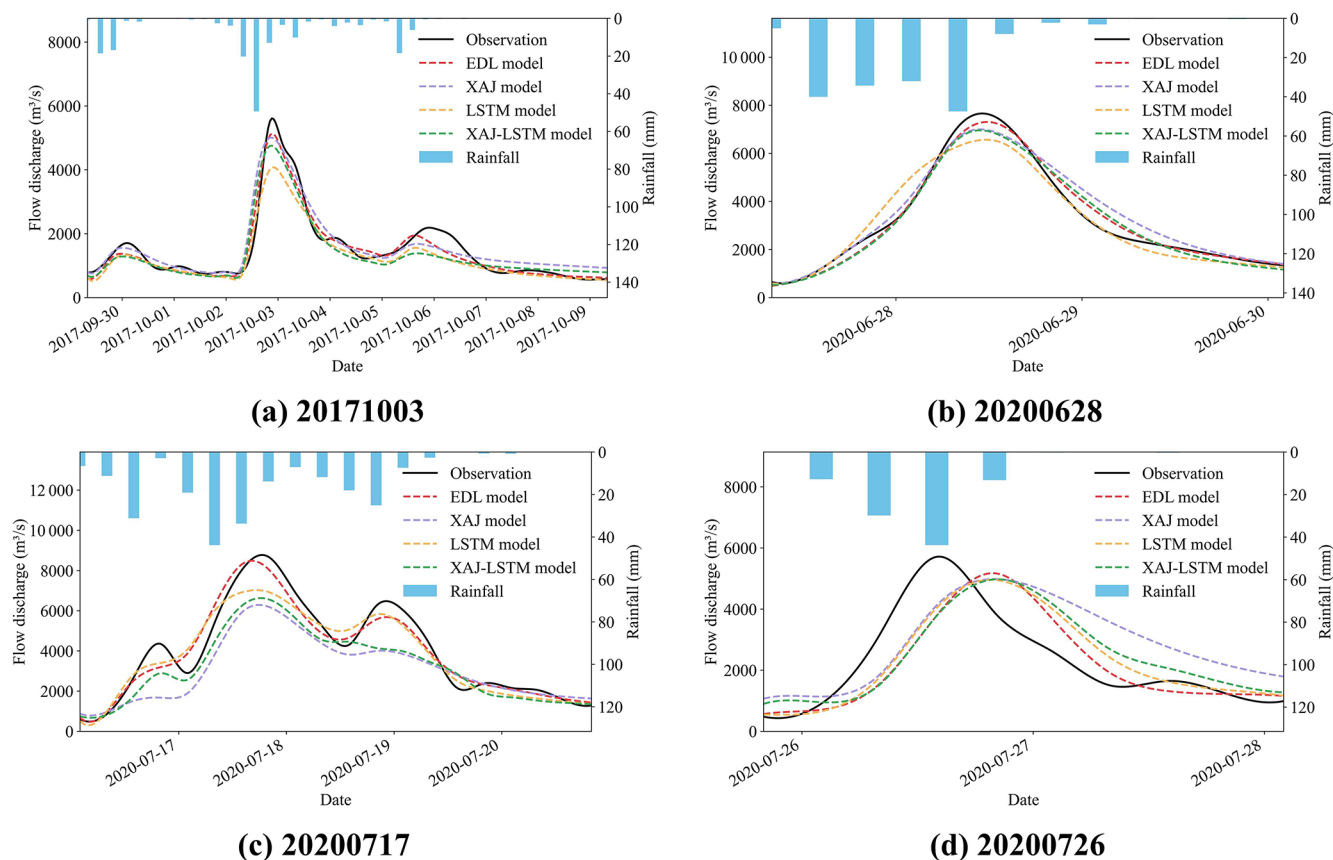 8000
6000
4000
2000
0
Flow discharge (m³/s)
Observation
EDL model
XAJ model
LSTM model
XAJ-LSTM model
Rainfall
0
20
40
60
80
100
120
140
Rainfall (mm)
2017-09-30
2017-10-01
2017-10-02
2017-10-03
2017-10-04
2017-10-05
2017-10-06
2017-10-07
2017-10-08
2017-10-09
Date
(a) 20171003
10 000
8000
6000
4000
2000
0
Flow discharge (m³/s)
Observation
EDL model
XAJ model
LSTM model
XAJ-LSTM model
Rainfall
0
20
40
60
80
100
120
140
Rainfall (mm)
2020-06-28
2020-06-29
2020-06-30
Date
(b) 20200628
12 000
10 000
8000
6000
4000
2000
0
Flow discharge (m³/s)
Observation
EDL model
XAJ model
LSTM model
XAJ-LSTM model
Rainfall
0
20
40
60
80
100
120
Rainfall (mm)
2020-07-17
2020-07-18
2020-07-19
2020-07-20
Date
(c) 20200717
8000
6000
4000
2000
0
Flow discharge (m³/s)
Observation
EDL model
XAJ model
LSTM model
XAJ-LSTM model
Rainfall
0
20
40
60
80
100
120
Rainfall (mm)
2020-07-26
2020-07-27
2020-07-28
Date
(d) 20200726